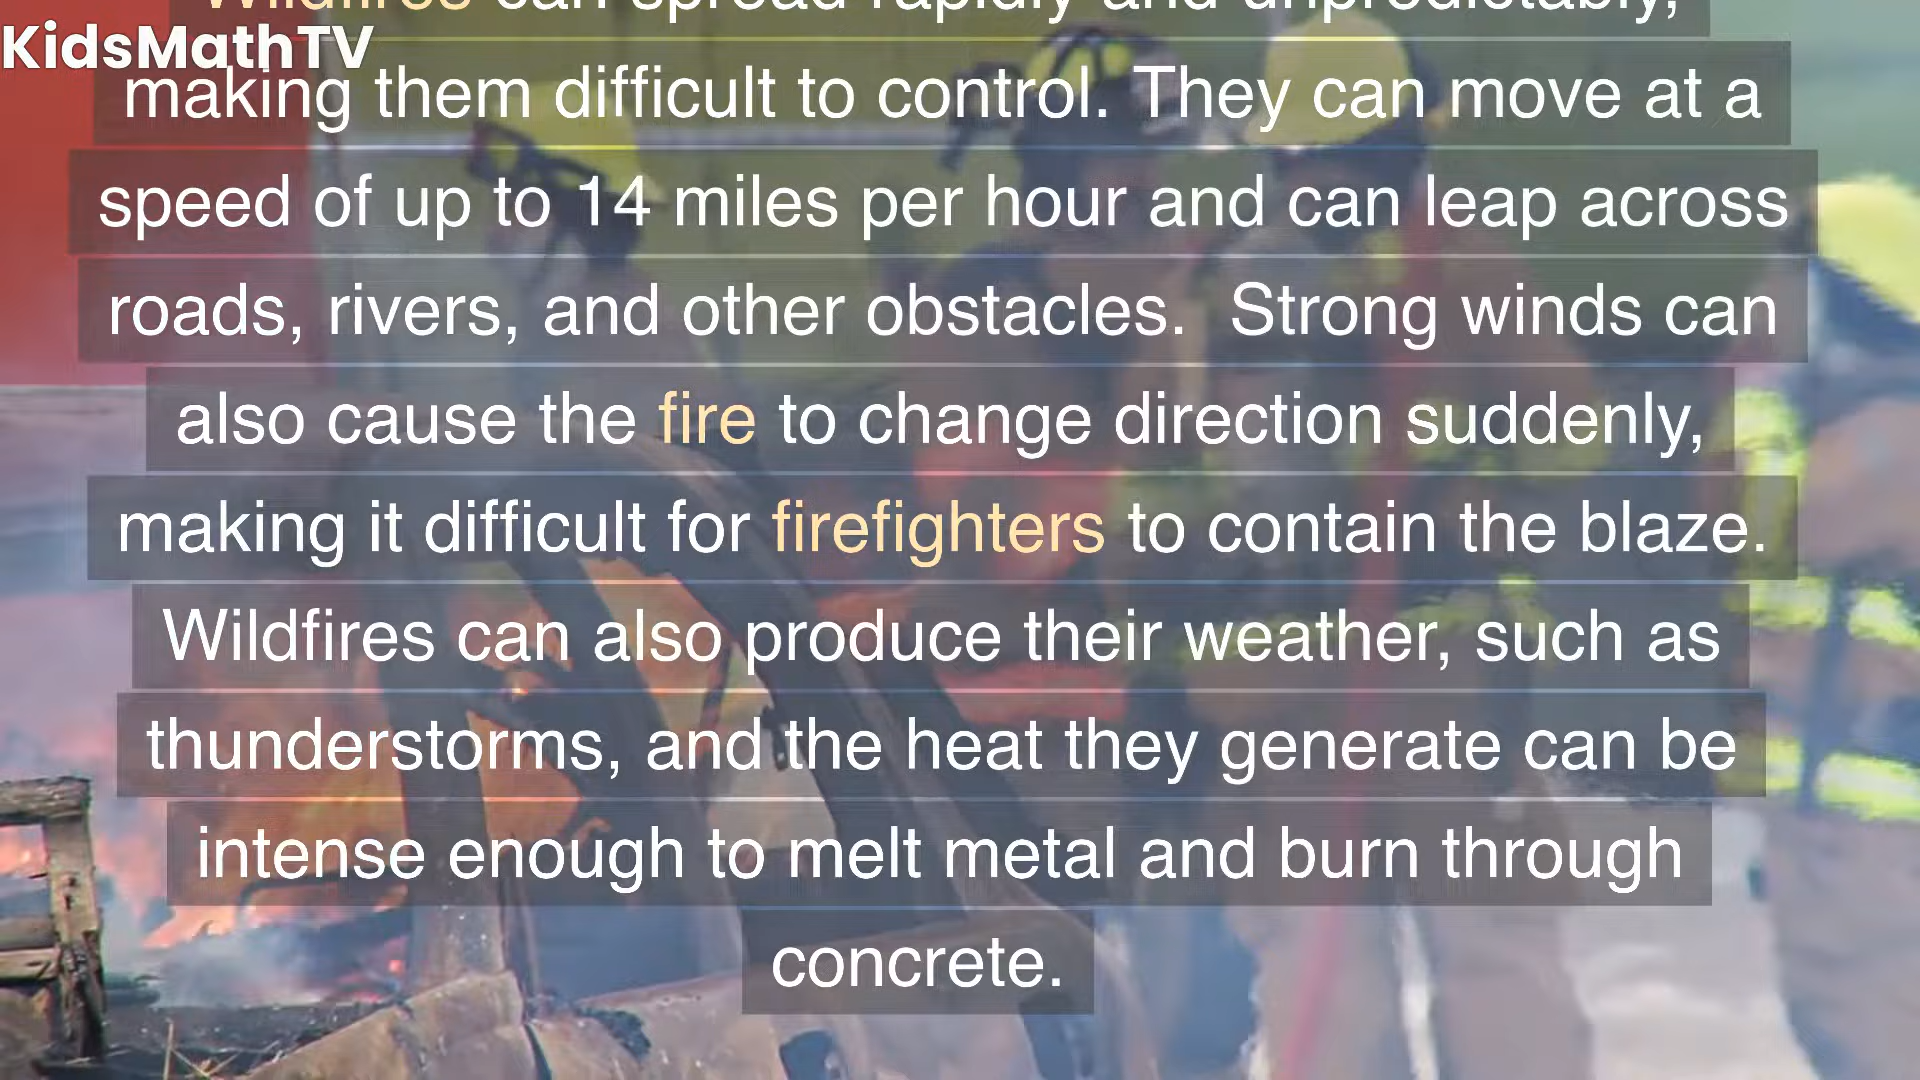 Wildfires can spread rapidly and unpredictably,
KidsMathTV
making them difficult to control. They can move at a
speed of up to 14 miles per hour and can leap across
roads, rivers, and other obstacles.  Strong winds can
also cause the fire to change direction suddenly,
making it difficult for firefighters to contain the blaze.
Wildfires can also produce their weather, such as
thunderstorms, and the heat they generate can be
intense enough to melt metal and burn through
concrete.